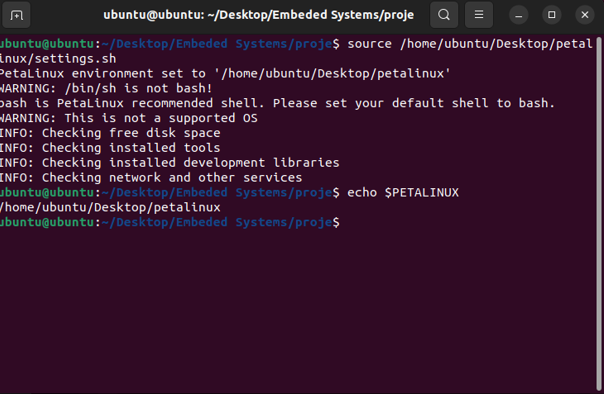 ubuntu@ubuntu: ~/Desktop/Embeded Systems/proje
ubuntu@ubuntu:~/Desktop/Embeded Systems/proje$ source /home/ubuntu/Desktop/petal
inux/settings.sh
PetaLinux environment set to '/home/ubuntu/Desktop/petalinux'
WARNING: /bin/sh is not bash!
bash is PetaLinux recommended shell. Please set your default shell to bash.
WARNING: This is not a supported OS
INFO: Checking free disk space
INFO: Checking installed tools
INFO: Checking installed development libraries
INFO: Checking network and other services
ubuntu@ubuntu:~/Desktop/Embeded Systems/proje$ echo $PETALINUX
/home/ubuntu/Desktop/petalinux
ubuntu@ubuntu:~/Desktop/Embeded Systems/proje$